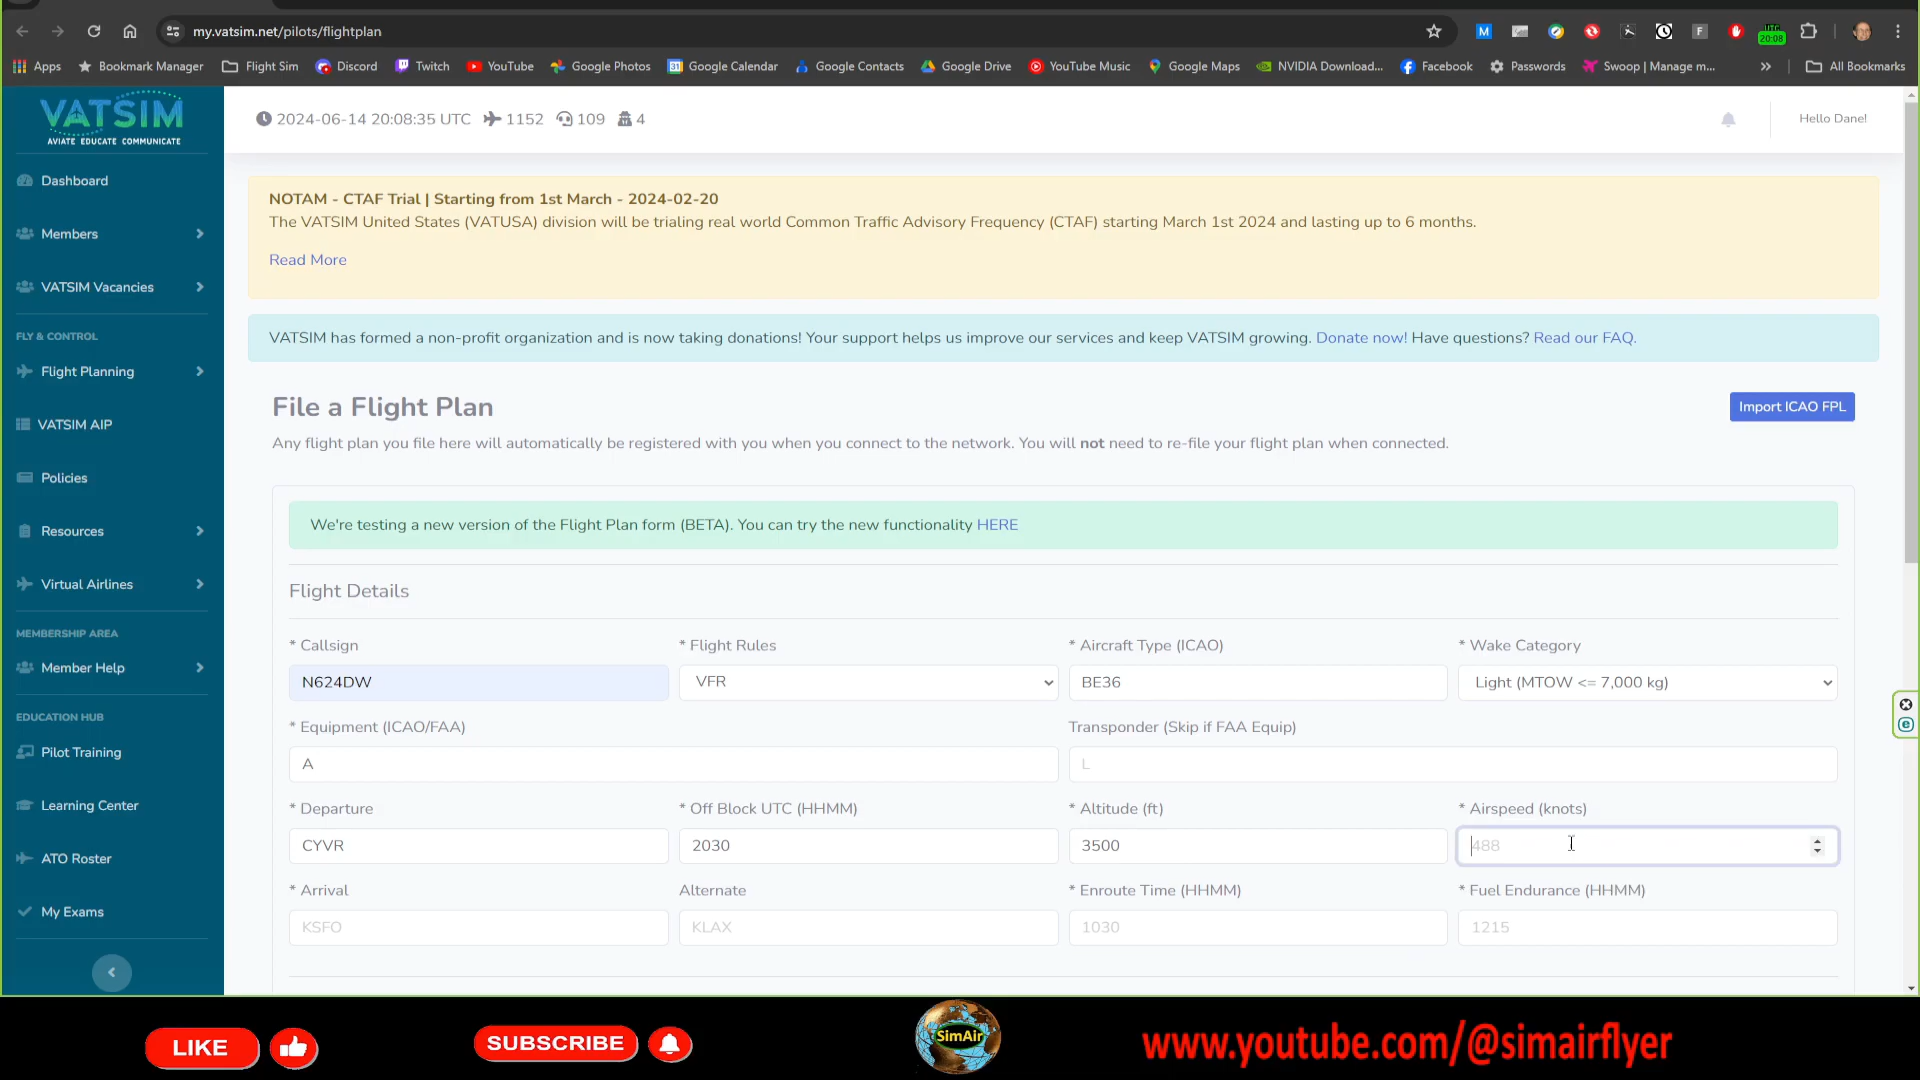 my.vatsim.net/pilots/flightplan
M
F
UTC
20:08
Apps
Bookmark Manager
Flight Sim
Discord
Twitch
YouTube
Google Photos
Google Calendar
Google Contacts
Google Drive
YouTube Music
Google Maps
NVIDIA Download...
Facebook
Passwords
Swoop | Manage m...
»
All Bookmarks
VATSIM
AVIATE EDUCATE COMMUNICATE
2024-06-14 20:08:35 UTC 1152 109 4
Hello Dane!
Dashboard
Members
VATSIM Vacancies
FLY & CONTROL
Flight Planning
VATSIM AIP
Policies
Resources
Virtual Airlines
MEMBERSHIP AREA
Member Help
EDUCATION HUB
Pilot Training
Learning Center
ATO Roster
My Exams
NOTAM - CTAF Trial | Starting from 1st March - 2024-02-20
The VATSIM United States (VATUSA) division will be trialing real world Common Traffic Advisory Frequency (CTAF) starting March 1st 2024 and lasting up to 6 months.
Read More
VATSIM has formed a non-profit organization and is now taking donations! Your support helps us improve our services and keep VATSIM growing. Donate now! Have questions? Read our FAQ.
File a Flight Plan
Import ICAO FPL
Any flight plan you file here will automatically be registered with you when you connect to the network. You will not need to re-file your flight plan when connected.
We're testing a new version of the Flight Plan form (BETA). You can try the new functionality HERE
Flight Details
* Callsign
N624DW
* Flight Rules
VFR
* Aircraft Type (ICAO)
BE36
* Wake Category
Light (MTOW <= 7,000 kg)
* Equipment (ICAO/FAA)
A
Transponder (Skip if FAA Equip)
L
* Departure
CYVR
* Off Block UTC (HHMM)
2030
* Altitude (ft)
3500
* Airspeed (knots)
488
* Arrival
KSFO
Alternate
KLAX
* Enroute Time (HHMM)
1030
* Fuel Endurance (HHMM)
1215
LIKE
SUBSCRIBE
SimAir
www.youtube.com/@simairflyer